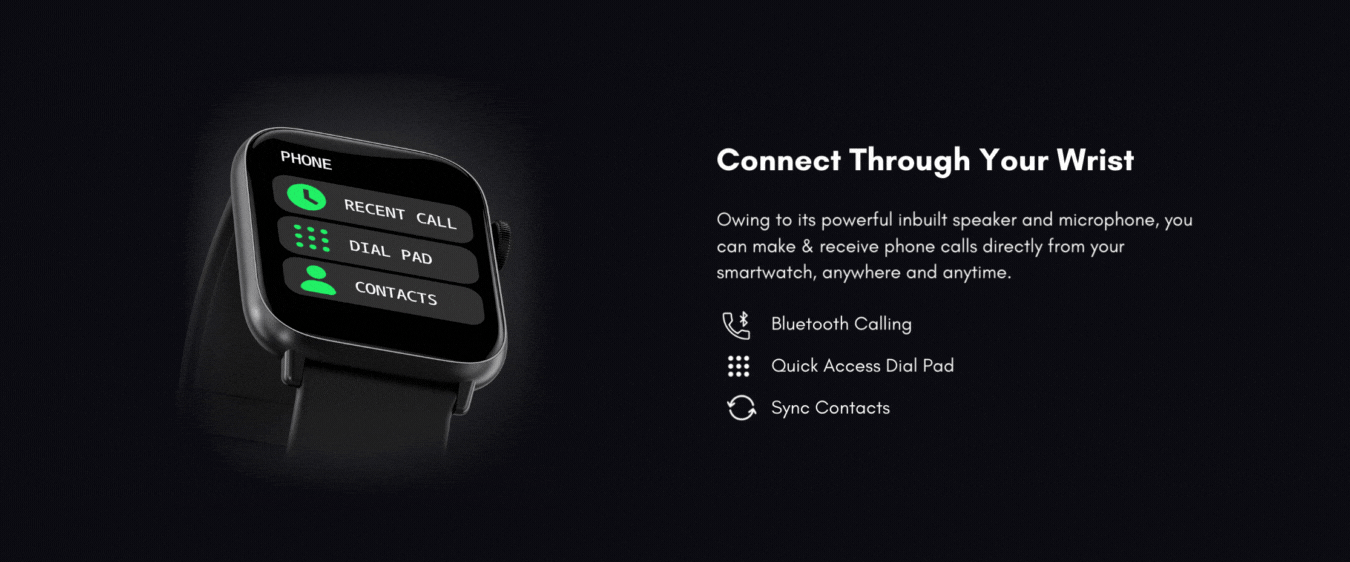 PHONE
RECENT CALL
DIAL PAD
CONTACTS
Connect Through Your Wrist
Owing to its powerful inbuilt speaker and microphone, you
can make & receive phone calls directly from your
smartwatch, anywhere and anytime.
Bluetooth Calling
Quick Access Dial Pad
Sync Contacts